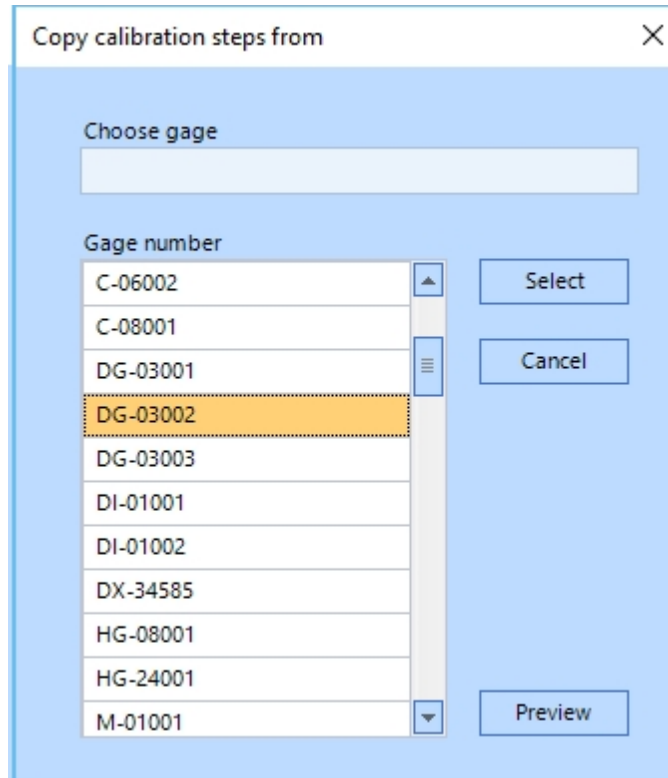 Copy calibration steps from
Choose gage
Gage number
C-06002
C-08001
DG-03001
DG-03002
DG-03003
DI-01001
DI-01002
DX-34585
HG-08001
HG-24001
M-01001
Select
Cancel
Preview